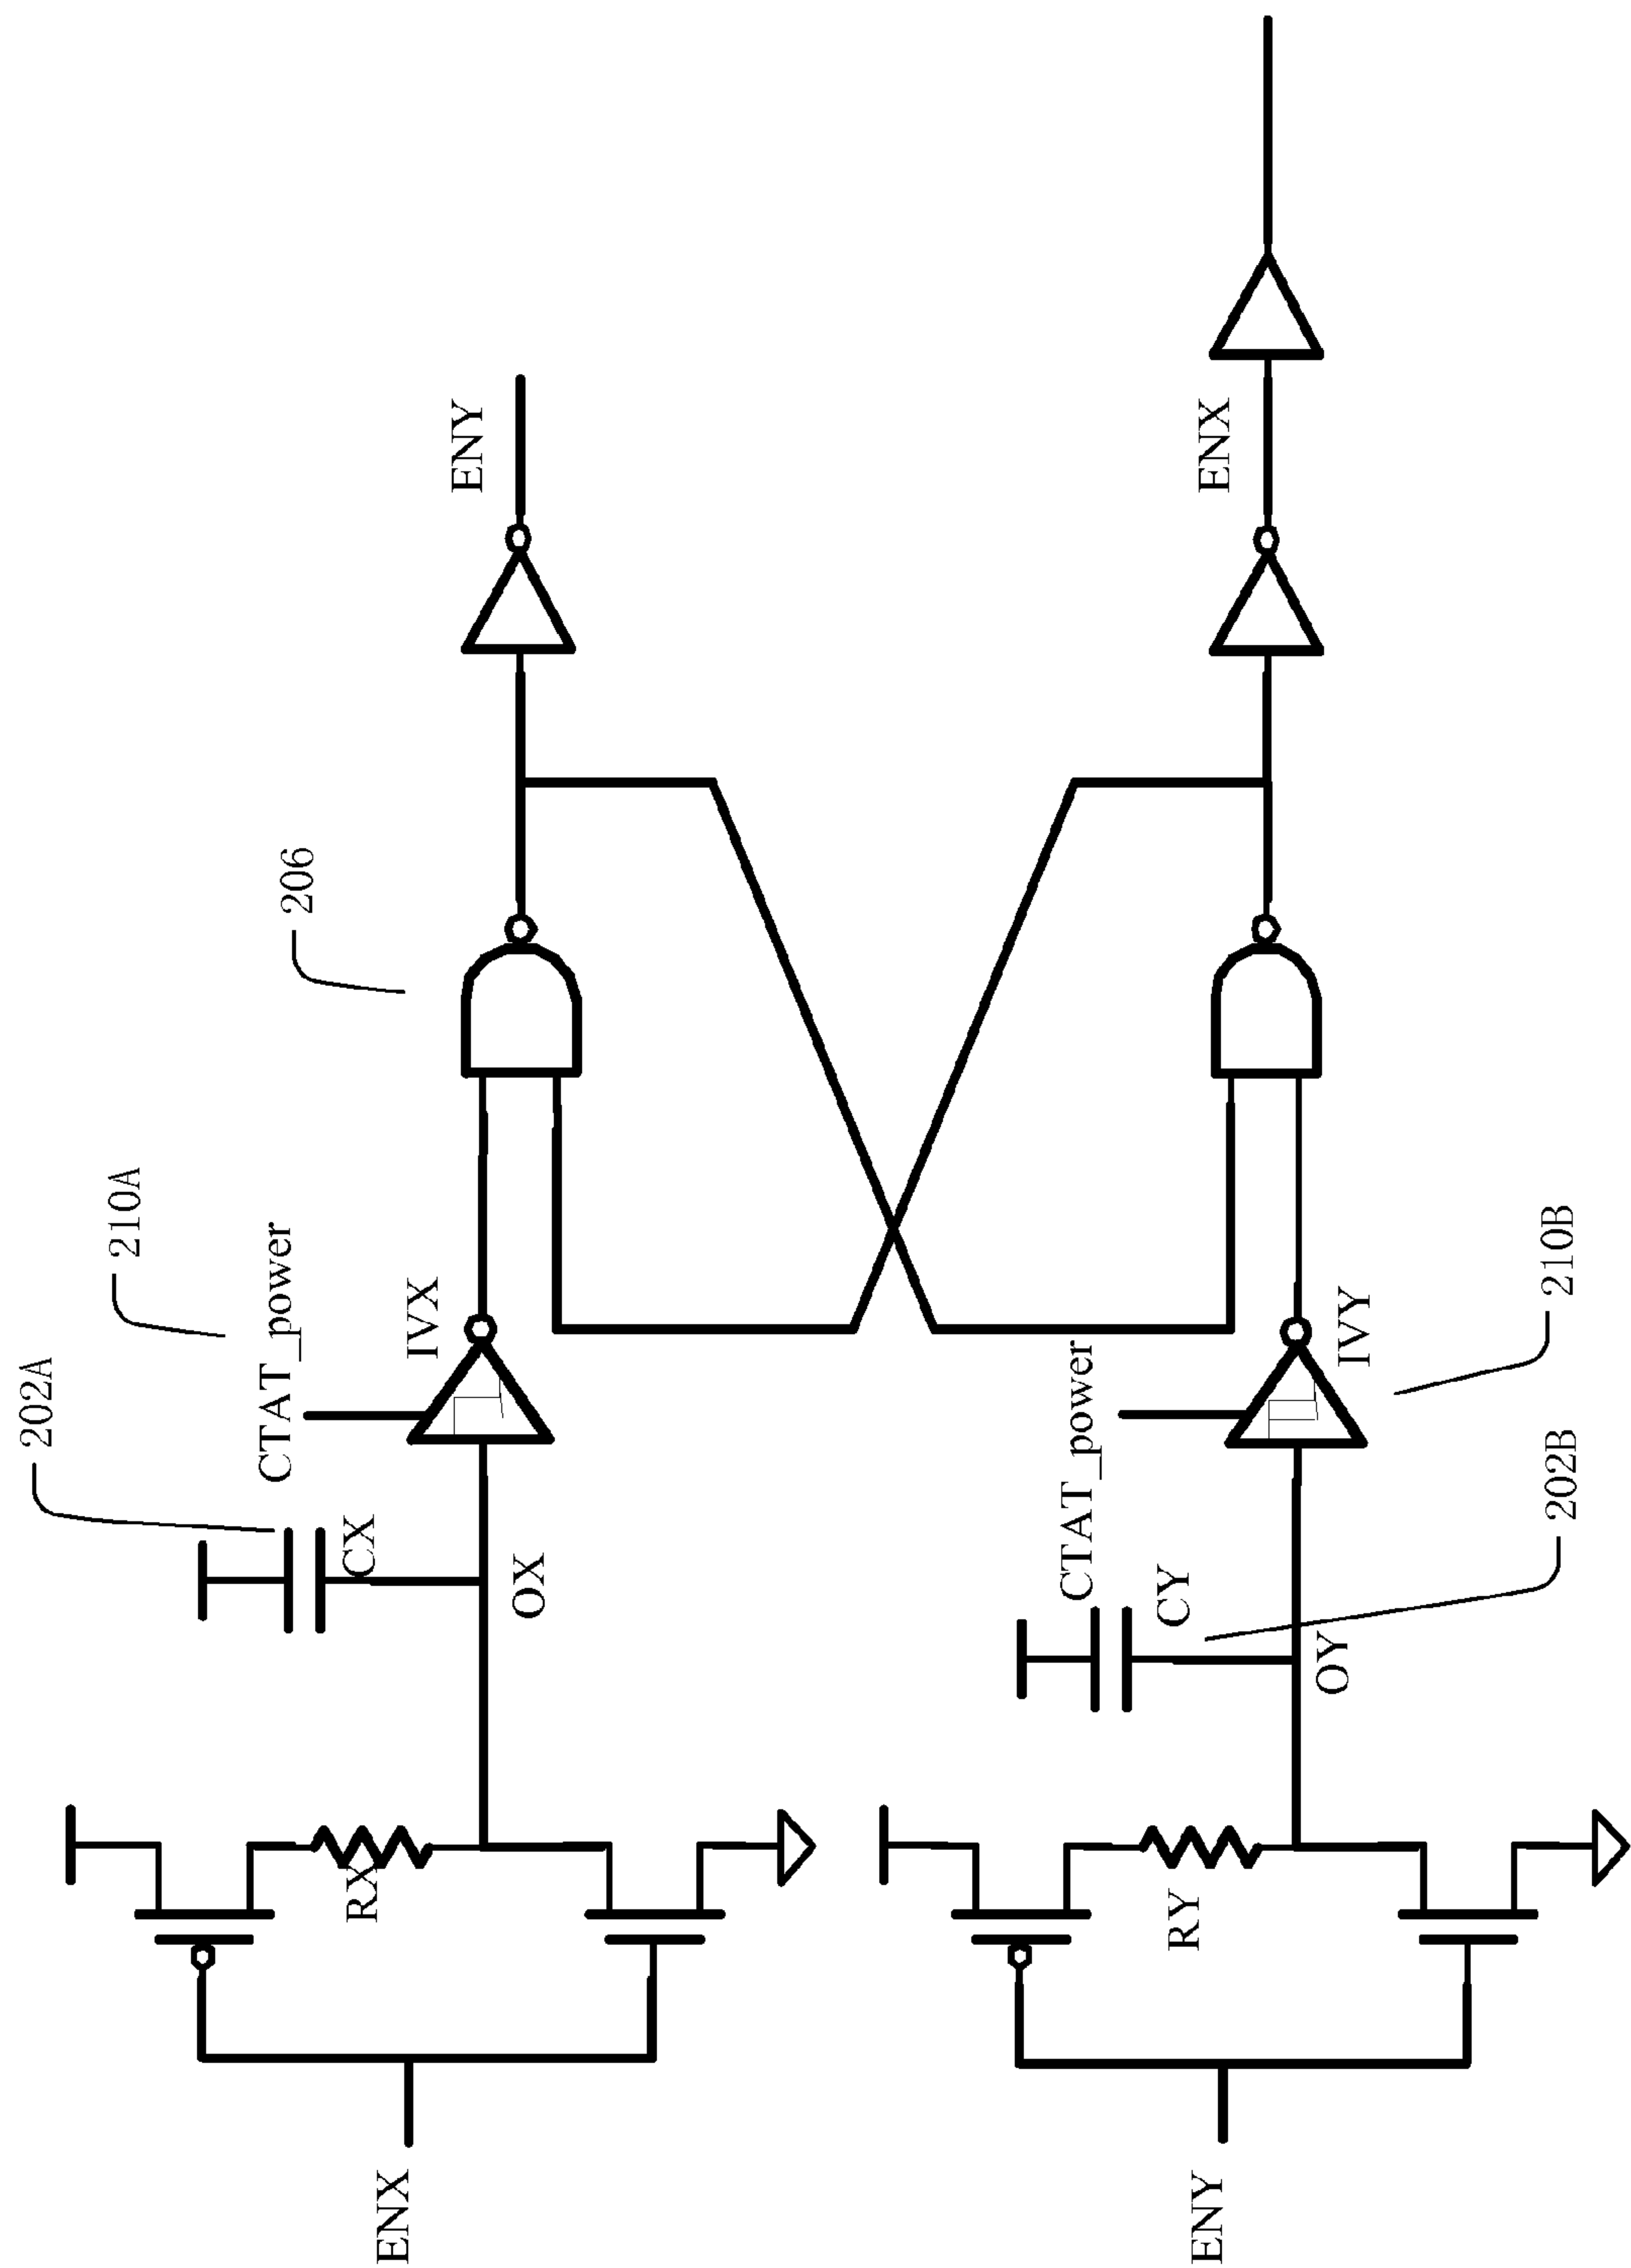 202A
210A
206
CTAT_power
CX
IVX
OX
RX
ENX
ENY
CTAT_power
CY
IVY
OY
RY
ENY
ENX
202B
210B